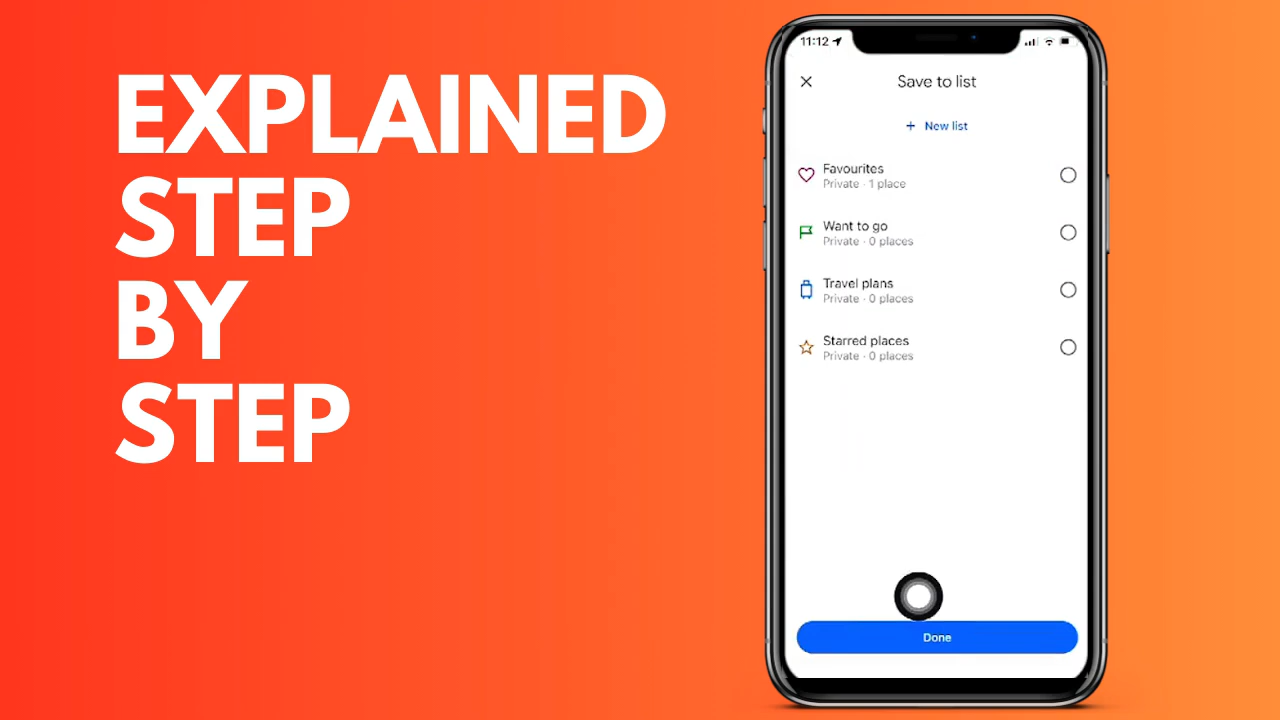 EXPLAINED
STEP
BY
STEP
11:12
Save to list
+ New list
Favourites
Private · 1 place
Want to go
Private · 0 places
Travel plans
Private · 0 places
Starred places
Private · 0 places
Done